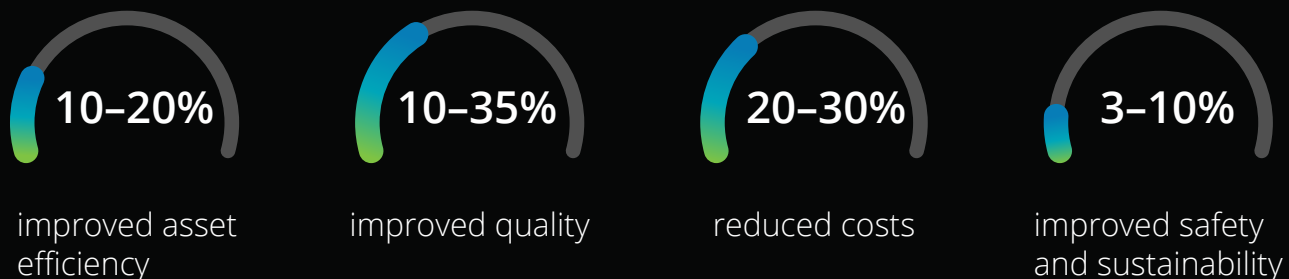 10–20%
improved asset
efficiency
10–35%
improved quality
20–30%
reduced costs
3–10%
improved safety
and sustainability